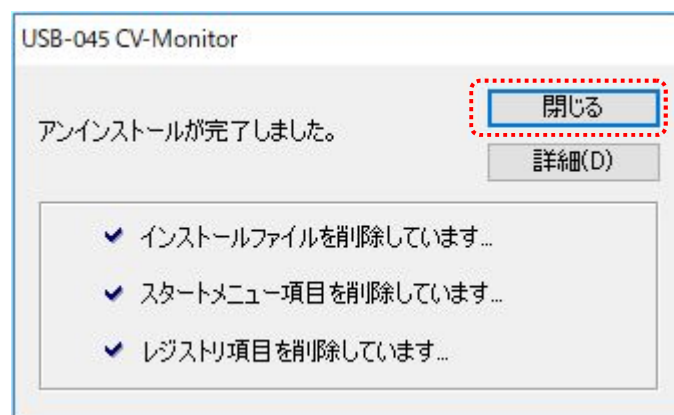 USB-045 CV-Monitor
アンインストールが完了しました。
閉じる
詳細(D)
インストールファイルを削除しています...
スタートメニュー項目を削除しています...
レジストリ項目を削除しています...